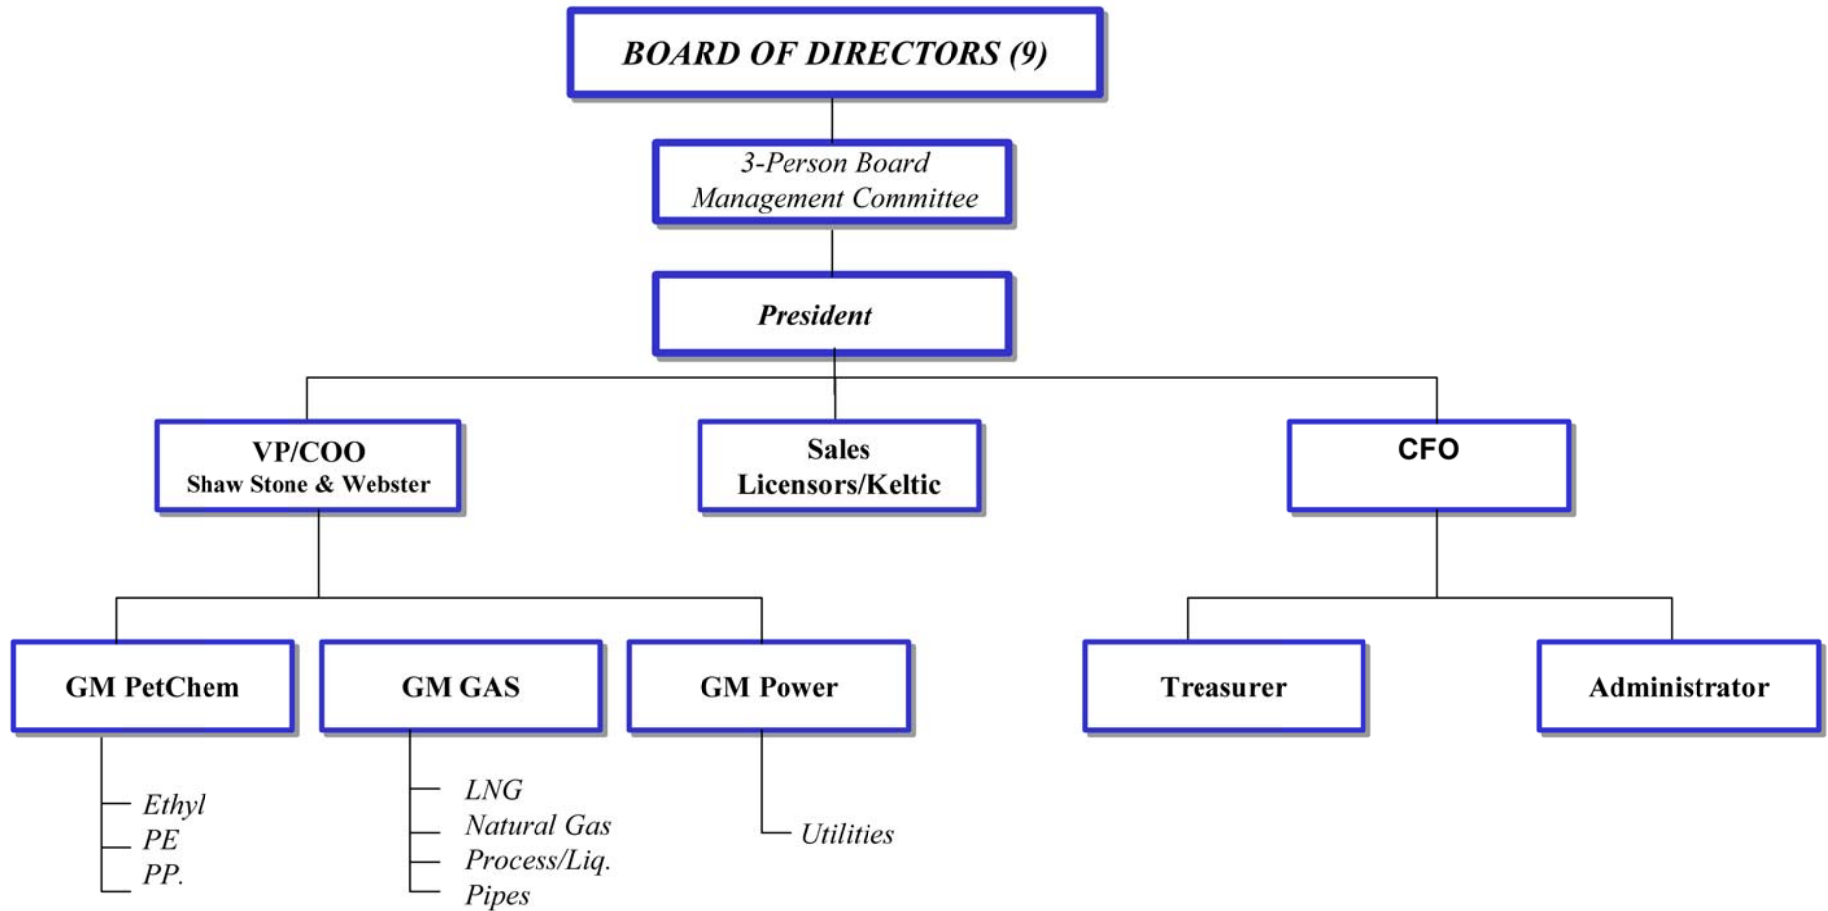 BOARD OF DIRECTORS (9)
3-Person Board
Management Committee
President
VP/COO
Shaw Stone & Webster
Sales
Licensors/Keltic
CFO
GM PetChem
GM GAS
GM Power
Treasurer
Administrator
Ethyl
PE
PP.
LNG
Natural Gas
Process/Liq.
Pipes
Utilities